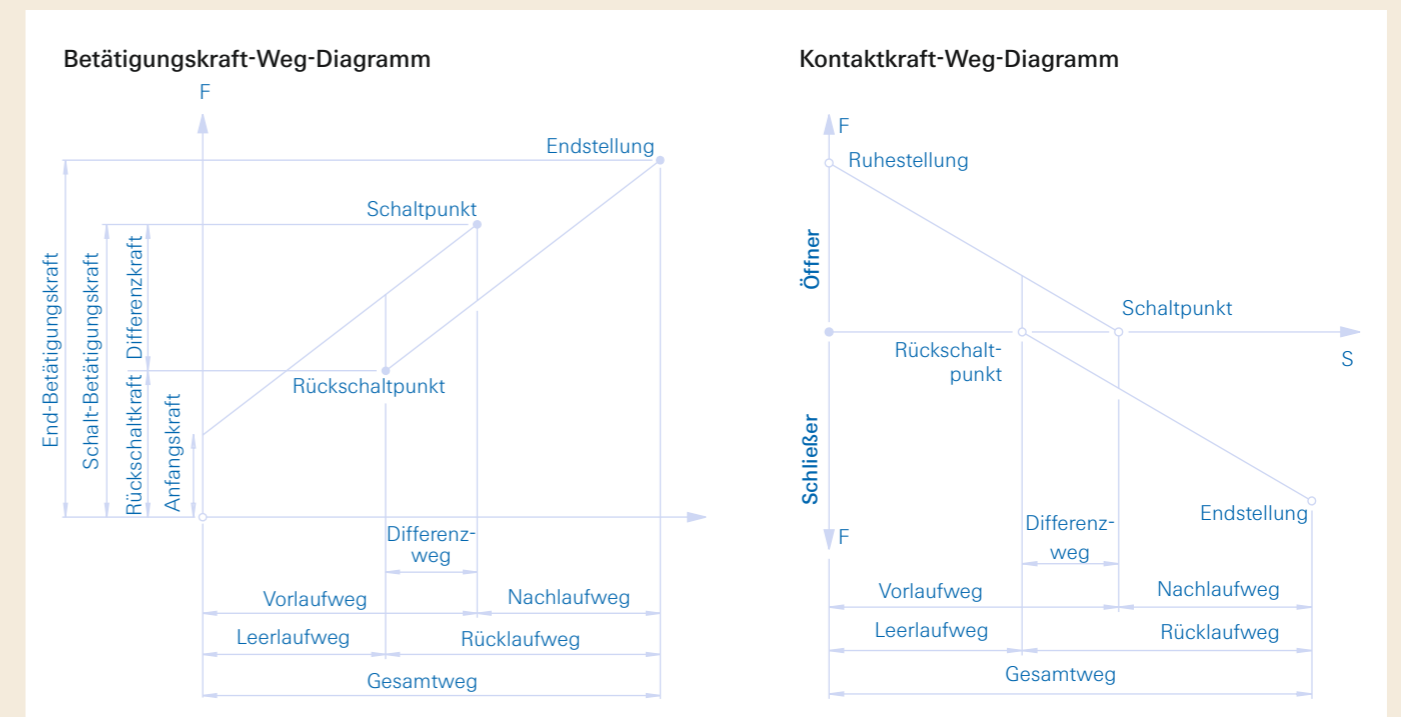 Betätigungskraft-Weg-Diagramm
F
Endstellung
Schaltpunkt
Rückschaltpunkt
End-Betätigungskraft
Schalt-Betätigungskraft
Differenzkraft
Rückschaltkraft
Anfangskraft
Differenz-
weg
Vorlaufweg
Nachlaufweg
Leerlaufweg
Rücklaufweg
Gesamtweg
Kontaktkraft-Weg-Diagramm
F
Ruhestellung
Öffner
Schaltpunkt
Rückschalt-
punkt
S
Schließer
Endstellung
F
Differenz-
weg
Vorlaufweg
Nachlaufweg
Leerlaufweg
Rücklaufweg
Gesamtweg